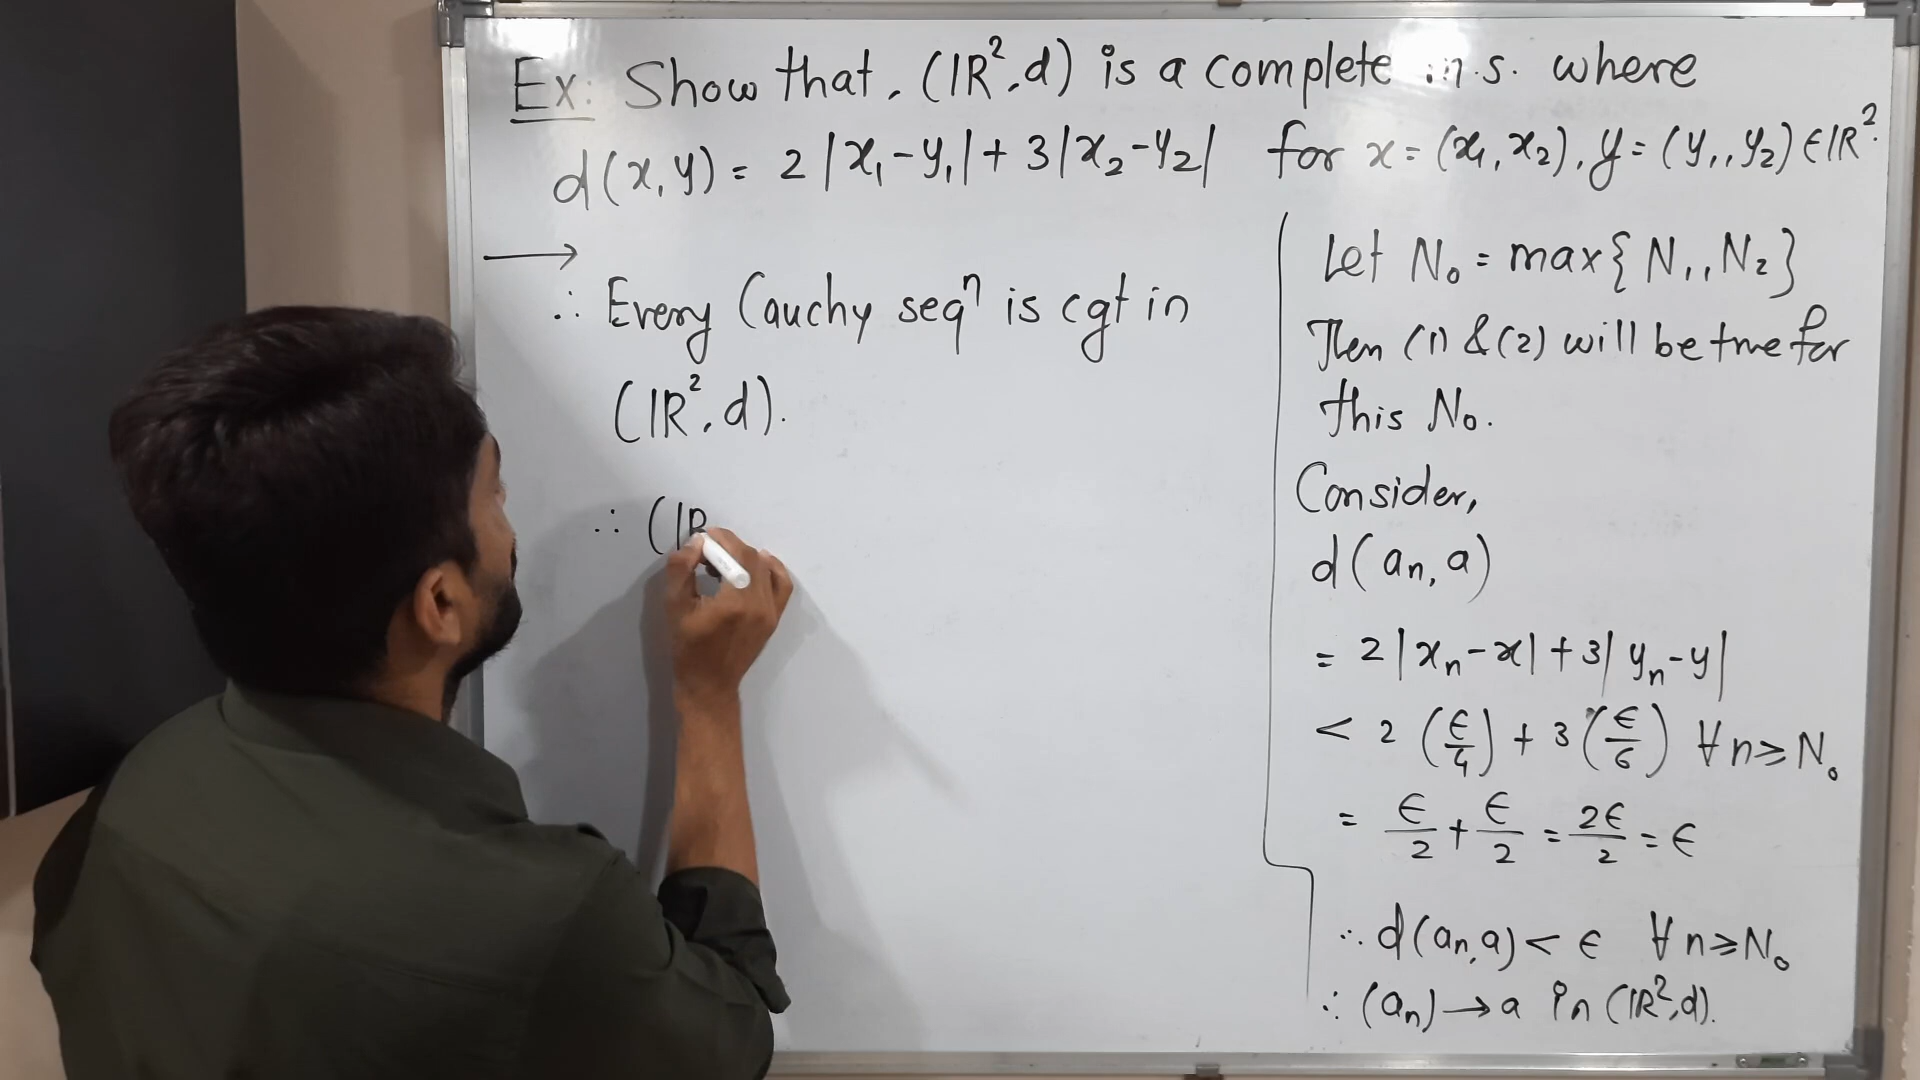 Ex: Show that, (IR², d) is a complete m.s. where
d(x, y) = 2|x₁-y₁| + 3|x₂-y₂| for x = (x₁, x₂), y = (y₁, y₂) ∈ IR².
→
∴ Every Cauchy seqⁿ is cgt in
(IR², d).
∴ (IR
Let N₀ = max{N₁, N₂}
Then (1) & (2) will be true for
this N₀.
Consider,
d(aₙ, a)
= 2|xₙ-x| + 3|yₙ-y|
< 2(ϵ/4) + 3(ϵ/6) ∀ n ≥ N₀
= ϵ/2 + ϵ/2 = 2ϵ/2 = ϵ
∴ d(aₙ, a) < ϵ ∀ n ≥ N₀
∴ (aₙ) → a in (IR², d).